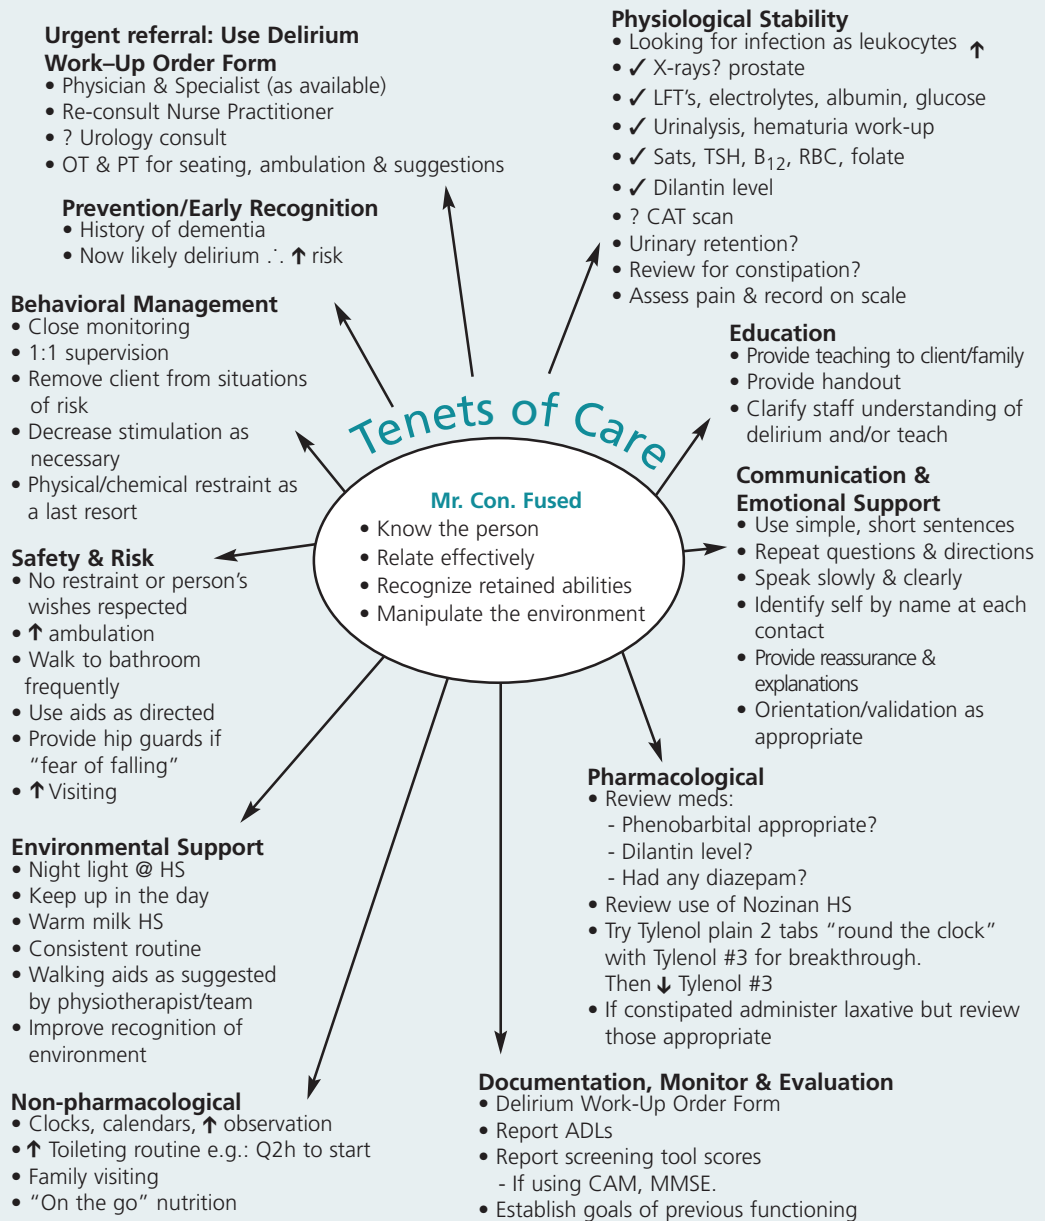 Urgent referral: Use Delirium
Work–Up Order Form
• Physician & Specialist (as available)
• Re-consult Nurse Practitioner
• ? Urology consult
• OT & PT for seating, ambulation & suggestions
Prevention/Early Recognition
• History of dementia
• Now likely delirium ∴ ↑ risk
Behavioral Management
• Close monitoring
• 1:1 supervision
• Remove client from situations
of risk
• Decrease stimulation as
necessary
• Physical/chemical restraint as
a last resort
Safety & Risk
• No restraint or person's
wishes respected
• ↑ ambulation
• Walk to bathroom
frequently
• Use aids as directed
• Provide hip guards if
“fear of falling”
• ↑ Visiting
Environmental Support
• Night light @ HS
• Keep up in the day
• Warm milk HS
• Consistent routine
• Walking aids as suggested
by physiotherapist/team
• Improve recognition of
environment
Non-pharmacological
• Clocks, calendars, ↑ observation
• ↑ Toileting routine e.g.: Q2h to start
• Family visiting
• “On the go” nutrition
Tenets of Care
Mr. Con. Fused
• Know the person
• Relate effectively
• Recognize retained abilities
• Manipulate the environment
Physiological Stability
• Looking for infection as leukocytes ↑
• ✓ X-rays? prostate
• ✓ LFT's, electrolytes, albumin, glucose
• ✓ Urinalysis, hematuria work-up
• ✓ Sats, TSH, B12, RBC, folate
• ✓ Dilantin level
• ? CAT scan
• Urinary retention?
• Review for constipation?
• Assess pain & record on scale
Education
• Provide teaching to client/family
• Provide handout
• Clarify staff understanding of
delirium and/or teach
Communication &
Emotional Support
• Use simple, short sentences
• Repeat questions & directions
• Speak slowly & clearly
• Identify self by name at each
contact
• Provide reassurance &
explanations
• Orientation/validation as
appropriate
Pharmacological
• Review meds:
- Phenobarbital appropriate?
- Dilantin level?
- Had any diazepam?
• Review use of Nozinan HS
• Try Tylenol plain 2 tabs “round the clock”
with Tylenol #3 for breakthrough.
Then ↓ Tylenol #3
• If constipated administer laxative but review
those appropriate
Documentation, Monitor & Evaluation
• Delirium Work-Up Order Form
• Report ADLs
• Report screening tool scores
- If using CAM, MMSE.
• Establish goals of previous functioning